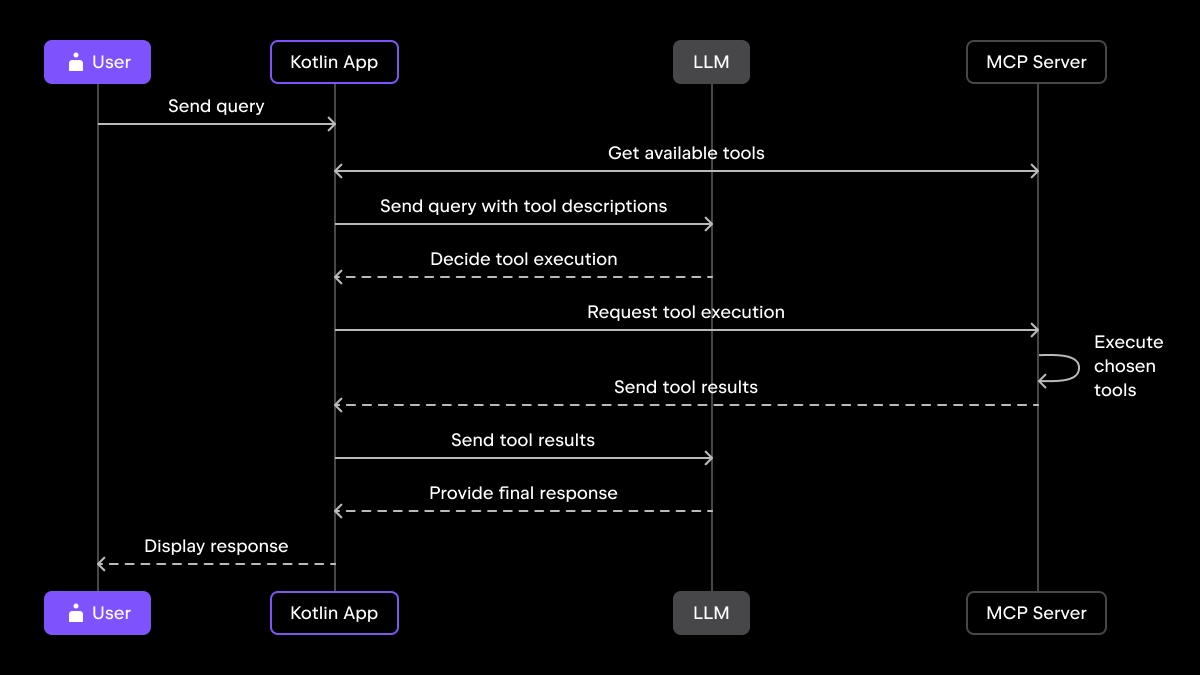 User
Kotlin App
LLM
MCP Server
Send query
Get available tools
Send query with tool descriptions
Decide tool execution
Request tool execution
Execute
chosen
tools
Send tool results
Send tool results
Provide final response
Display response
User
Kotlin App
LLM
MCP Server